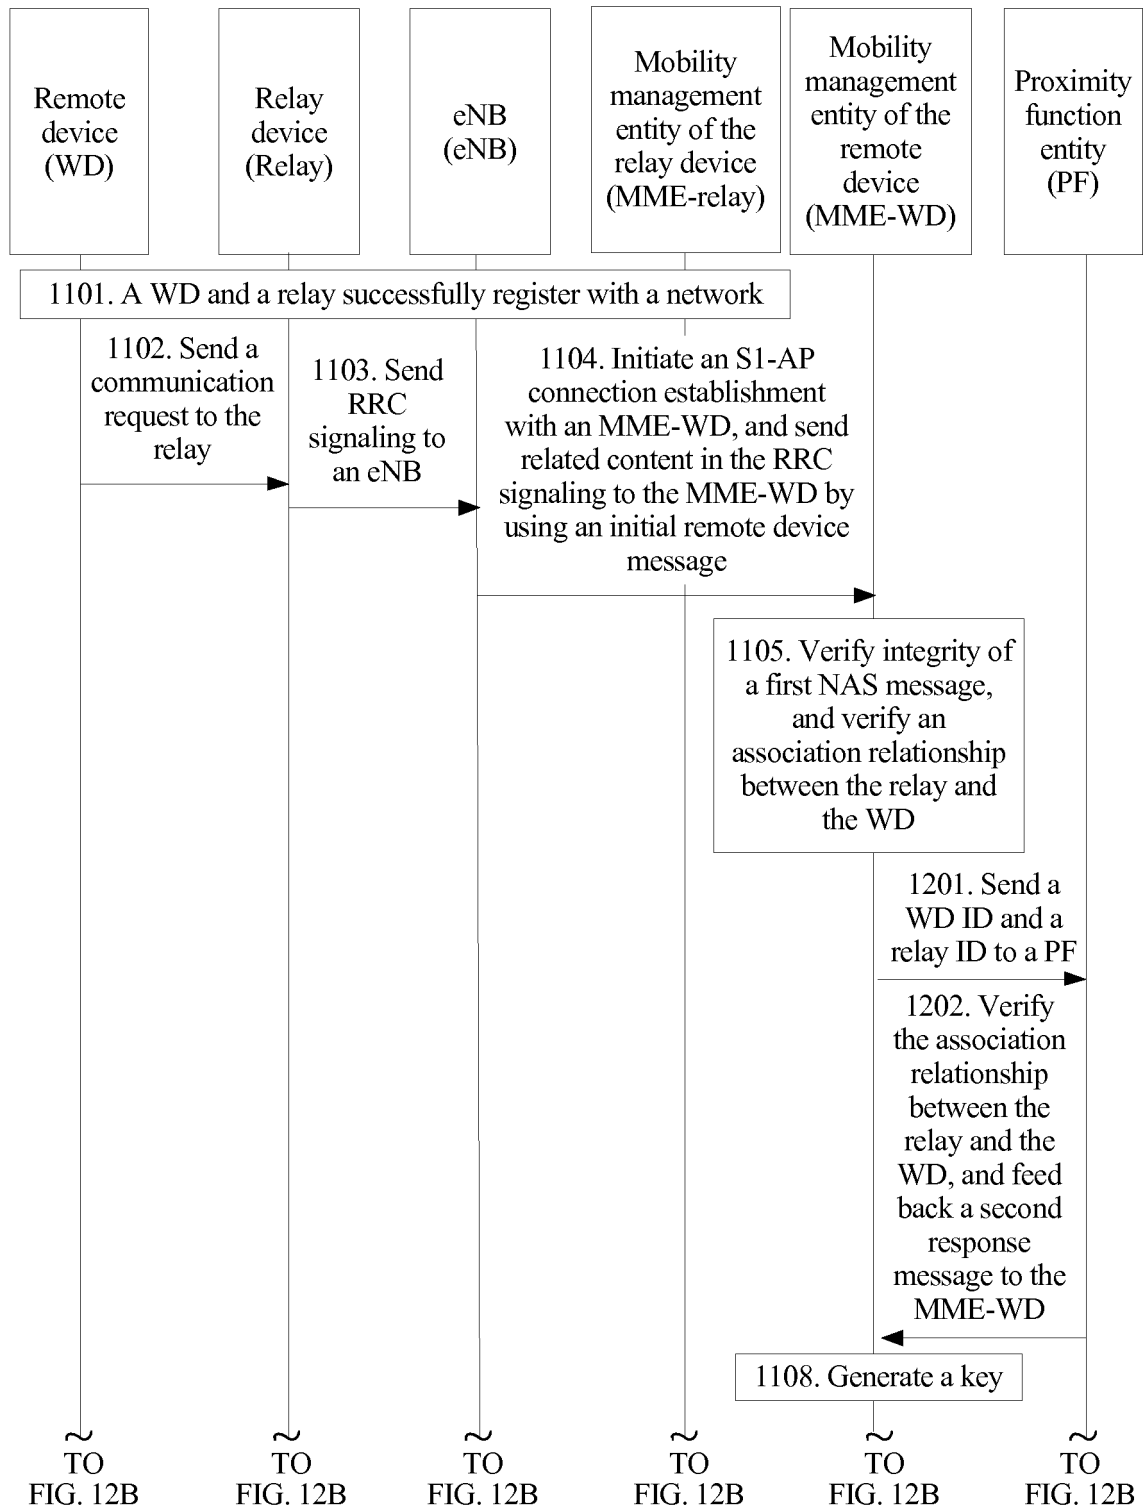 Remote
device
(WD)
Relay
device
(Relay)
eNB
(eNB)
Mobility
management
entity of the
relay device
(MME-relay)
Mobility
management
entity of the
remote
device
(MME-WD)
Proximity
function
entity
(PF)
1101. A WD and a relay successfully register with a network
1102. Send a
communication
request to the
relay
1103. Send
RRC
signaling to
an eNB
1104. Initiate an S1-AP
connection establishment
with an MME-WD, and send
related content in the RRC
signaling to the MME-WD by
using an initial remote device
message
1105. Verify integrity of
a first NAS message,
and verify an
association relationship
between the relay and
the WD
1201. Send a
WD ID and a
relay ID to a PF
1202. Verify
the association
relationship
between the
relay and the
WD, and feed
back a second
response
message to the
MME-WD
1108. Generate a key
TO
FIG. 12B
TO
FIG. 12B
TO
FIG. 12B
TO
FIG. 12B
TO
FIG. 12B
TO
FIG. 12B